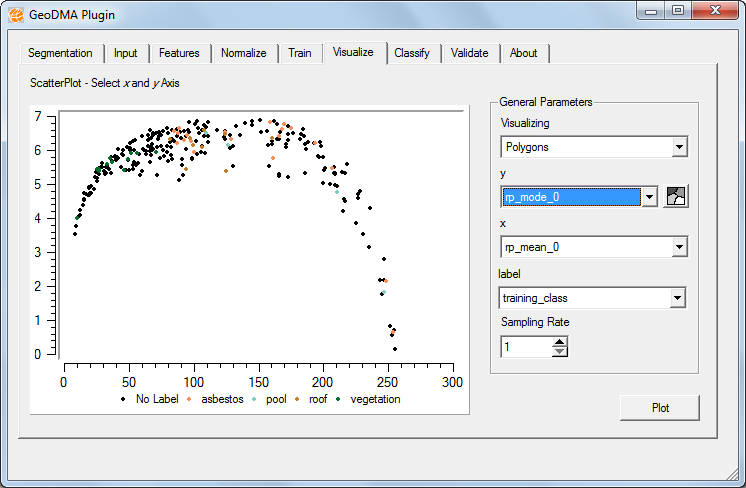 GeoDMA Plugin
Segmentation Input Features Normalize Train Visualize Classify Validate About
ScatterPlot - Select x and y Axis
General Parameters
Visualizing
Polygons
y
rp_mode_0
x
rp_mean_0
label
training_class
Sampling Rate
1
Plot
7
6
5
4
3
2
1
0
0 50 100 150 200 250 300
No Label asbestos pool roof vegetation